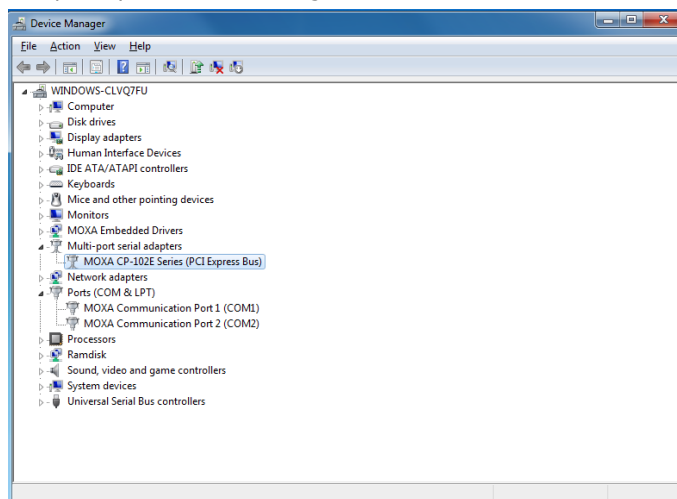 Device Manager
File Action View Help
WINDOWS-CLVQ7FU
Computer
Disk drives
Display adapters
Human Interface Devices
IDE ATA/ATAPI controllers
Keyboards
Mice and other pointing devices
Monitors
MOXA Embedded Drivers
Multi-port serial adapters
MOXA CP-102E Series (PCI Express Bus)
Network adapters
Ports (COM & LPT)
MOXA Communication Port 1 (COM1)
MOXA Communication Port 2 (COM2)
Processors
Ramdisk
Sound, video and game controllers
System devices
Universal Serial Bus controllers